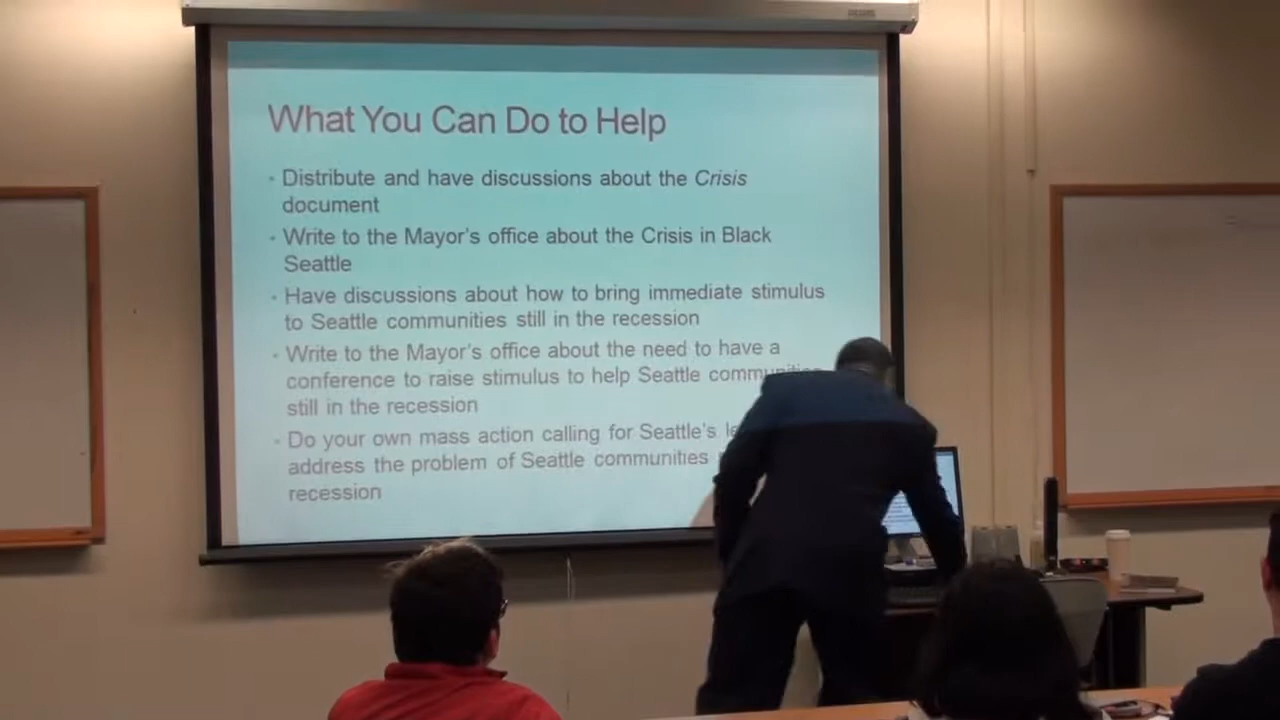 What You Can Do to Help
• Distribute and have discussions about the Crisis
document
• Write to the Mayor's office about the Crisis in Black
Seattle
• Have discussions about how to bring immediate stimulus
to Seattle communities still in the recession
• Write to the Mayor's office about the need to have a
conference to raise stimulus to help Seattle communities
still in the recession
• Do your own mass action calling for Seattle's
address the problem of Seattle communities
recession